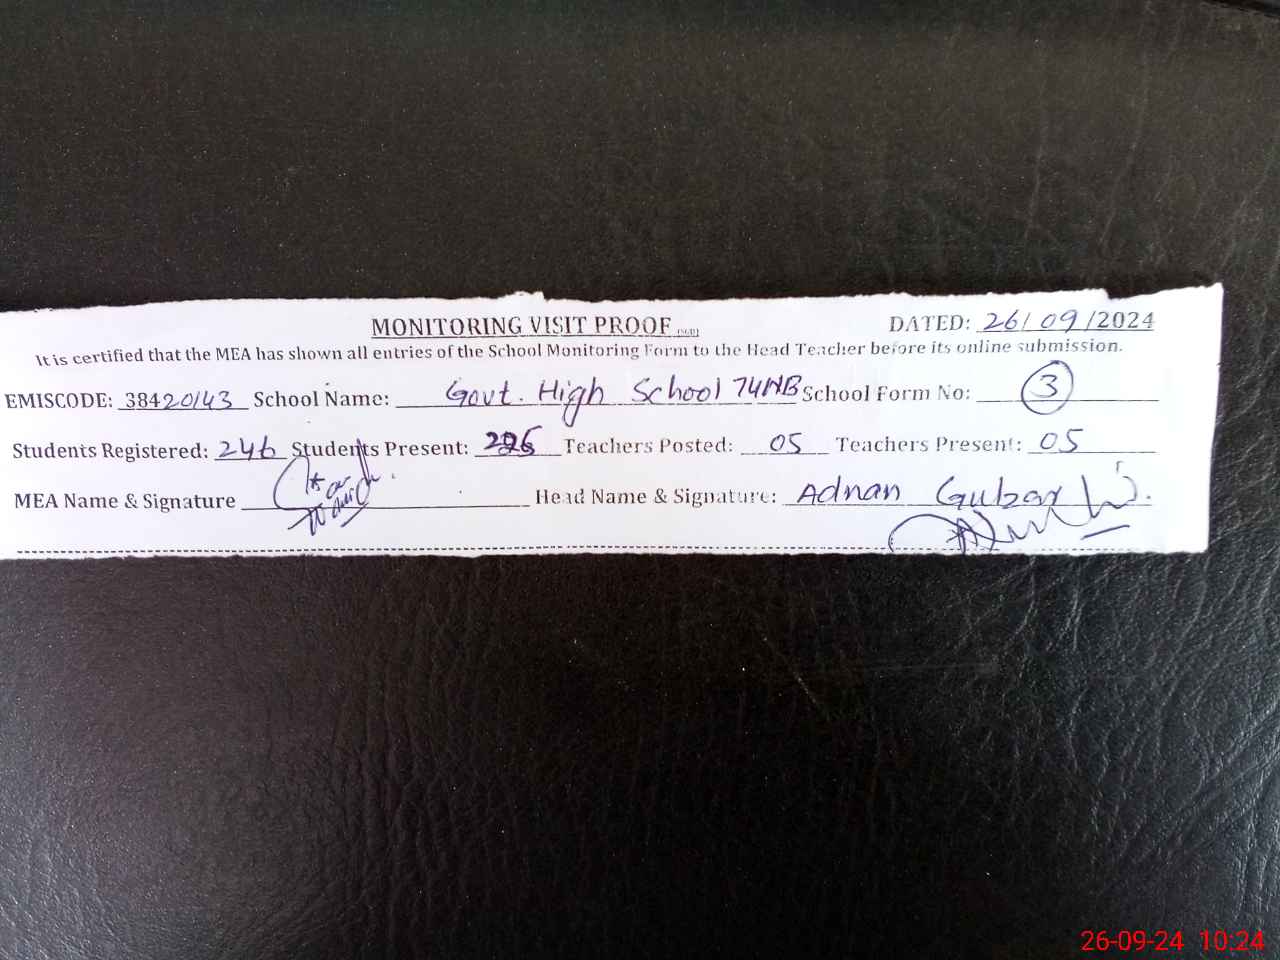 MONITORING VISIT PROOF
DATED: 26/09/2024
It is certified that the MEA has shown all entries of the School Monitoring Form to the Head Teacher before its online submission.
EMISCODE: 38420143 School Name: Govt. High School 74NB School Form No: 3
Students Registered: 246 Students Present: Teachers Posted: 05 Teachers Present: 05
MEA Name & Signature Head Name & Signature: Adnan
26-09-24 10:24